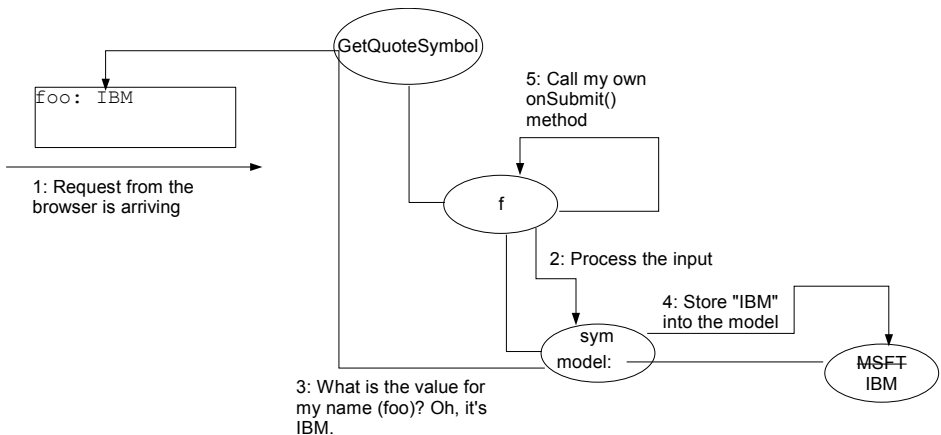 GetQuoteSymbol
foo: IBM
1: Request from the
browser is arriving
5: Call my own
onSubmit()
method
f
2: Process the input
4: Store "IBM"
into the model
sym
model:
MSFT
IBM
3: What is the value for
my name (foo)? Oh, it's
IBM.